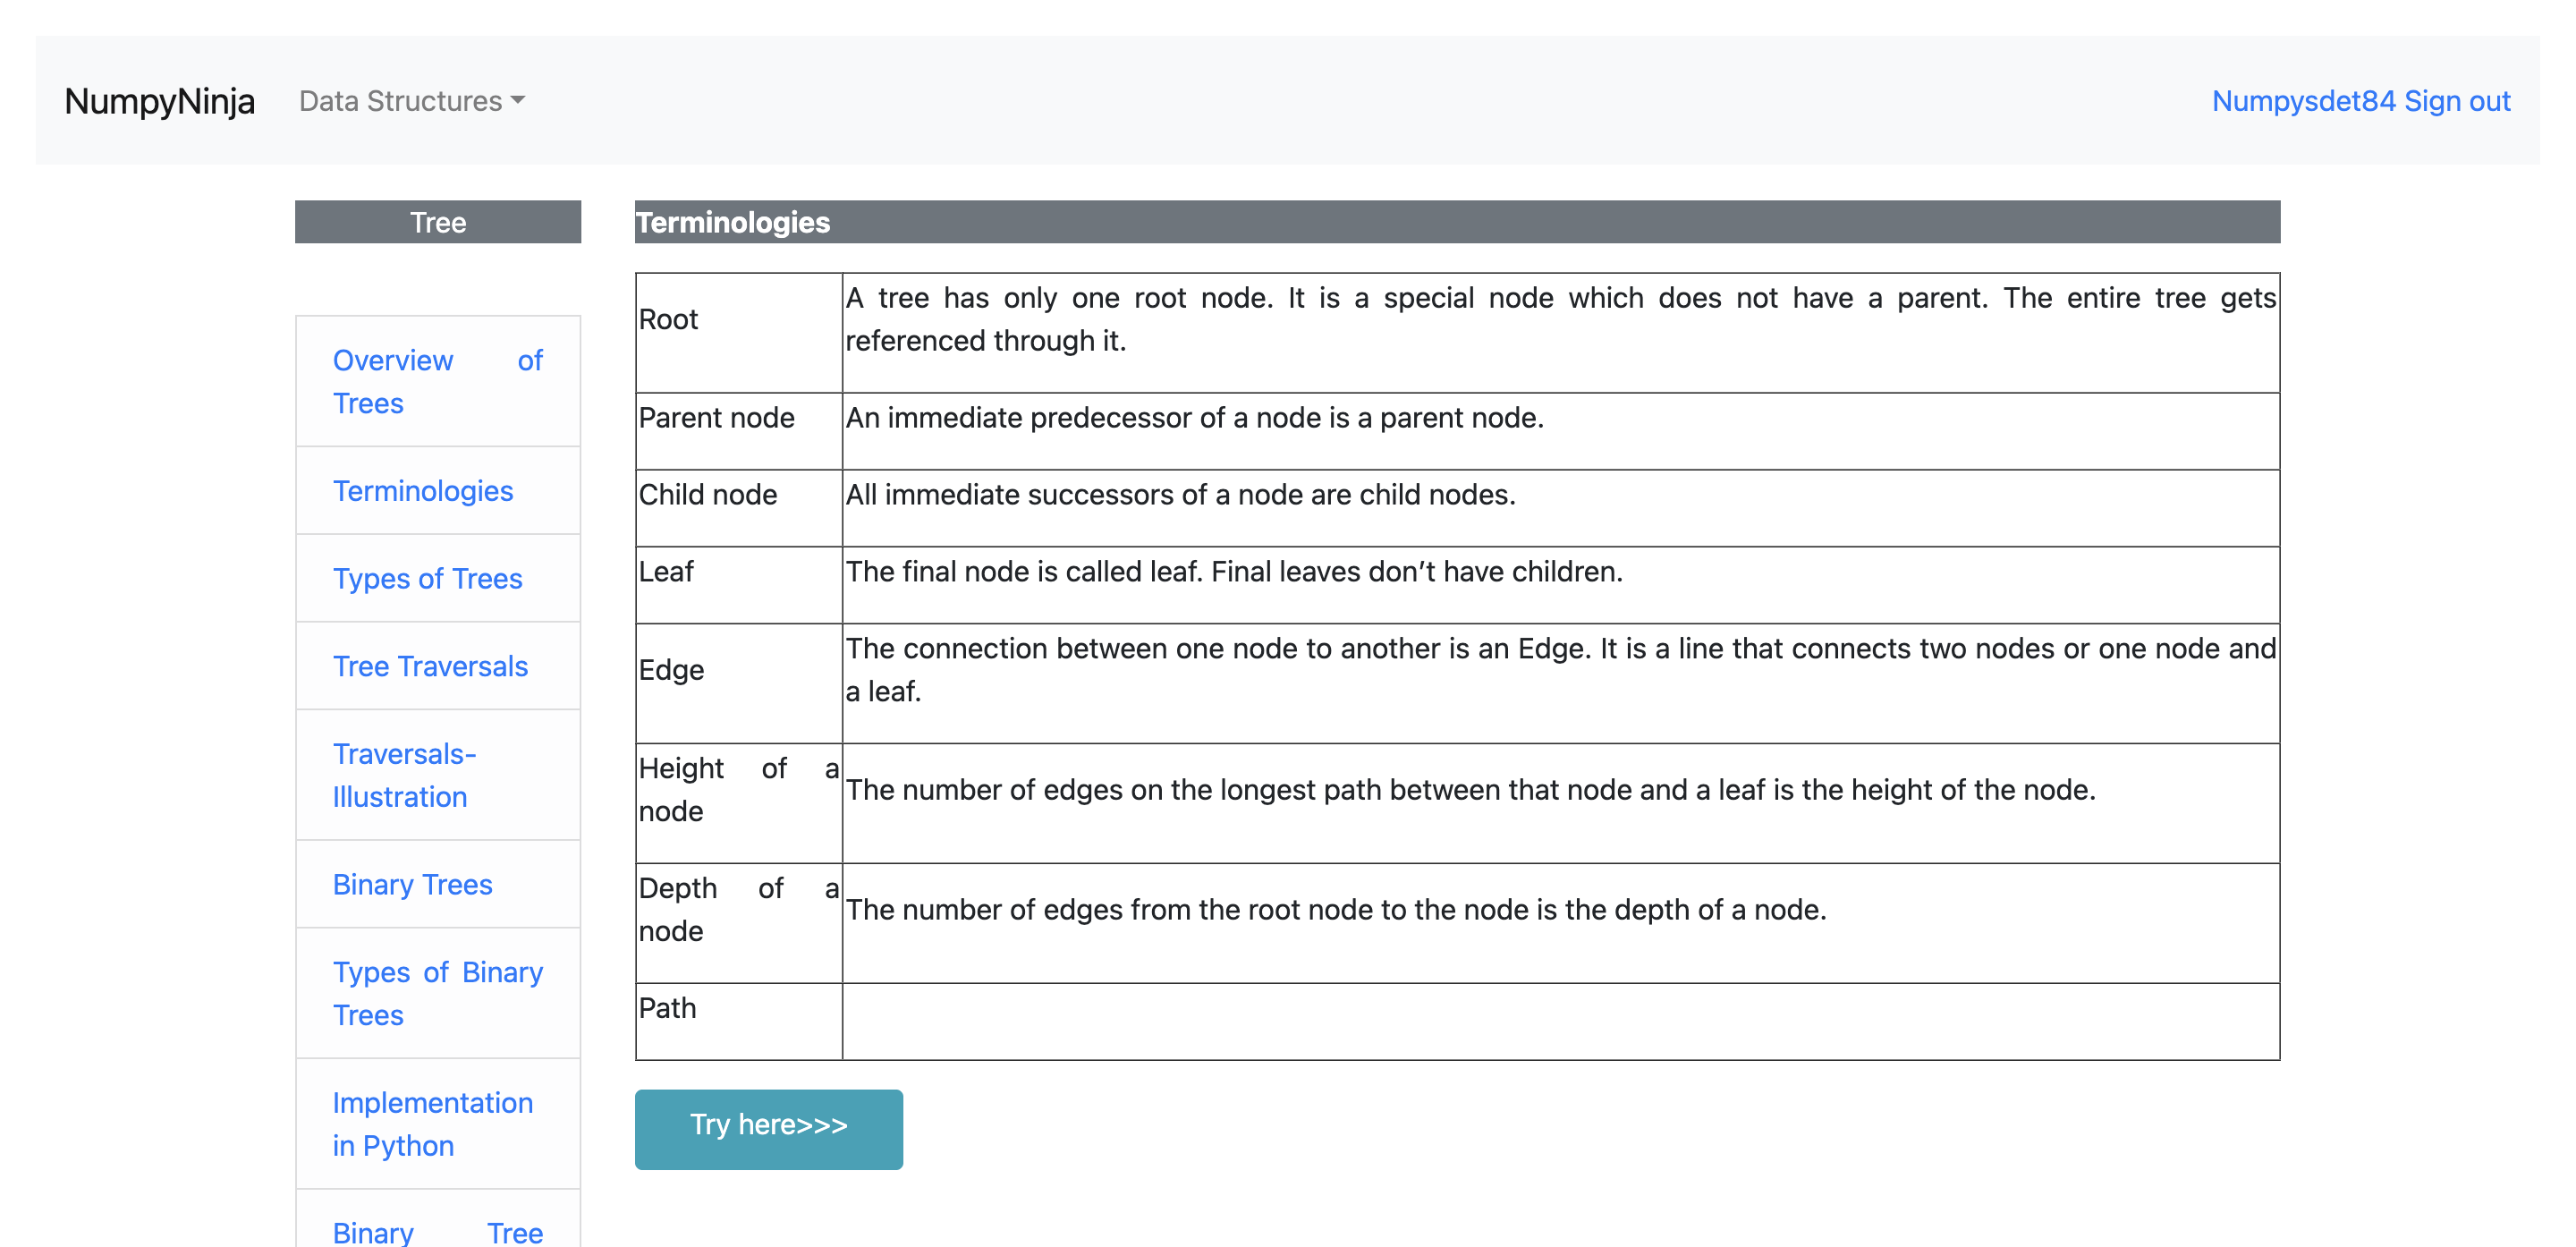 NumpyNinja Data Structures Numpysdet84 Sign out
Tree
Overview of
Trees
Terminologies
Types of Trees
Tree Traversals
Traversals-
Illustration
Binary Trees
Types of Binary
Trees
Implementation
in Python
Binary Tree
Terminologies
Root
A tree has only one root node. It is a special node which does not have a parent. The entire tree gets
referenced through it.
Parent node
An immediate predecessor of a node is a parent node.
Child node
All immediate successors of a node are child nodes.
Leaf
The final node is called leaf. Final leaves don’t have children.
Edge
The connection between one node to another is an Edge. It is a line that connects two nodes or one node and
a leaf.
Height of a
node
The number of edges on the longest path between that node and a leaf is the height of the node.
Depth of a
node
The number of edges from the root node to the node is the depth of a node.
Path
Try here>>>